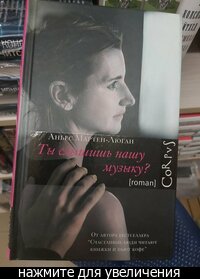 Аньес Мартен-Люган
Ты слышишь нашу
музыку?
[roman]
CORPVS
От автора бестселлера
"Счастливые люди читают
книжки и пьют кофе"
нажмите для увеличения